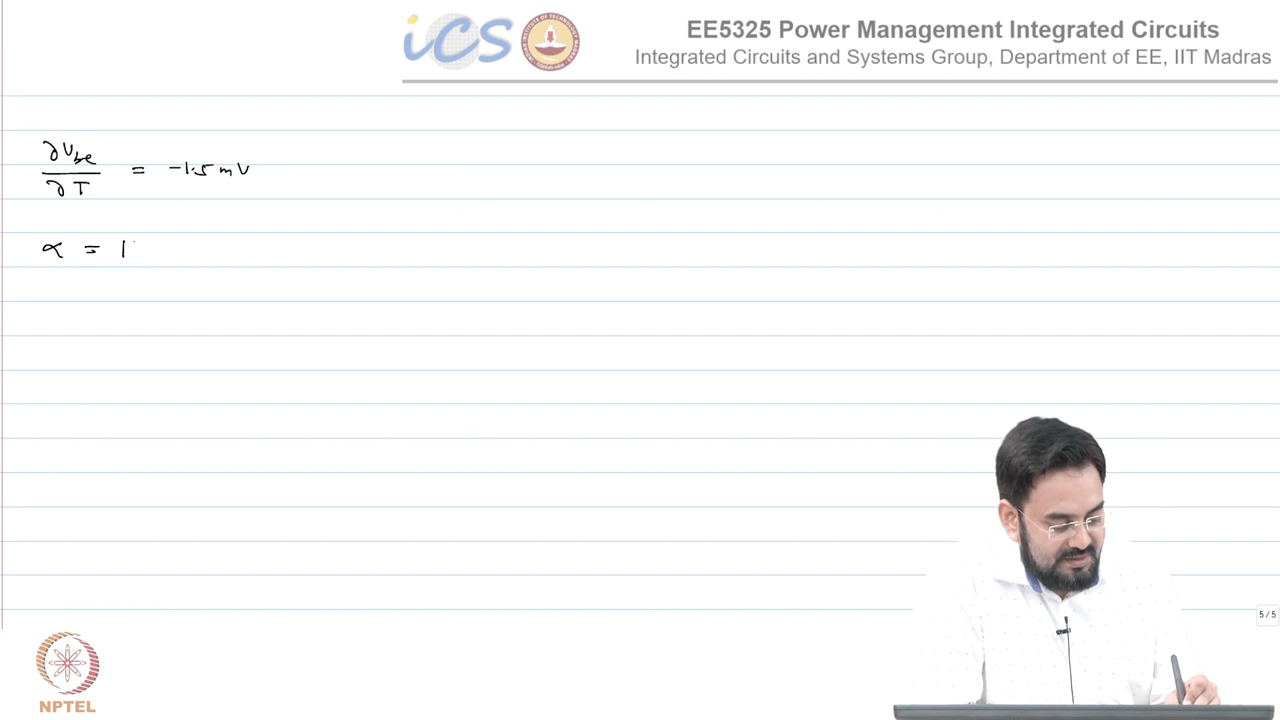 iCS
EE5325 Power Management Integrated Circuits
Integrated Circuits and Systems Group, Department of EE, IIT Madras
∂Vbe/∂T = -1.5 mV
α = 1
5/5
NPTEL